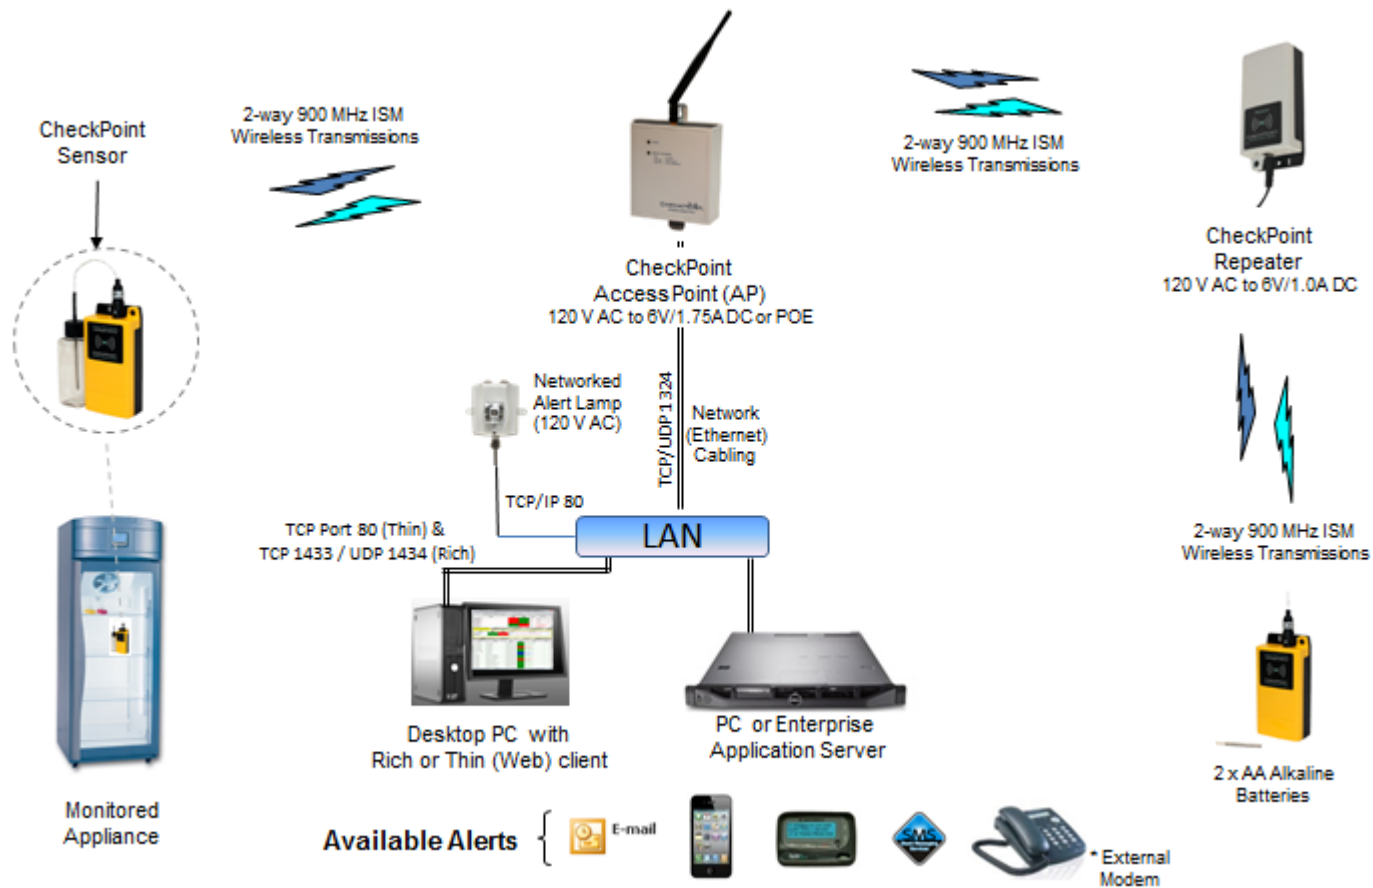 CheckPoint
Sensor
2-way 900 MHz ISM
Wireless Transmissions
2-way 900 MHz ISM
Wireless Transmissions
CheckPoint
Repeater
120 V AC to 6V/1.0A DC
CheckPoint
Access Point (AP)
120 V AC to 6V/1.75A DC or POE
Networked
Alert Lamp
(120 V AC)
TCP/UDP 1324
Network
(Ethernet)
Cabling
TCP/IP 80
LAN
TCP Port 80 (Thin) &
TCP 1433 / UDP 1434 (Rich)
2-way 900 MHz ISM
Wireless Transmissions
Desktop PC with
Rich or Thin (Web) client
PC or Enterprise
Application Server
2 x AA Alkaline
Batteries
Monitored
Appliance
Available Alerts
E-mail
SMS
* External
Modem